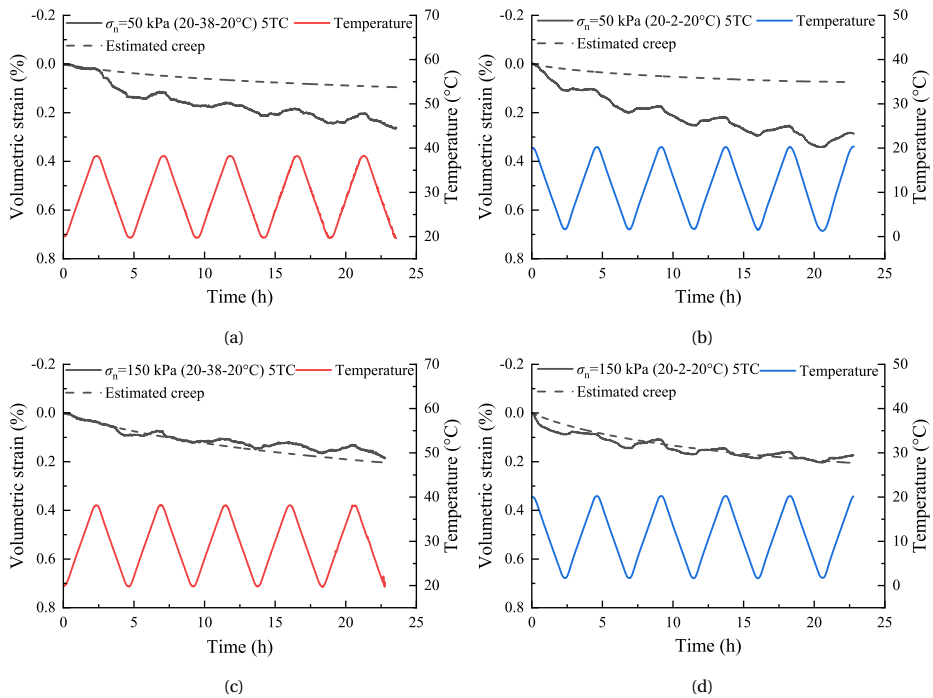 σn=50 kPa (20-38-20°C) 5TC Temperature
Estimated creep
Volumetric strain (%)
-0.2
0.0
0.2
0.4
0.6
0.8
0 5 10 15 20 25
Time (h)
70
60
50
40
30
20
Temperature (°C)
(a)
σn=50 kPa (20-2-20°C) 5TC Temperature
Estimated creep
Volumetric strain (%)
-0.2
0.0
0.2
0.4
0.6
0.8
0 5 10 15 20 25
Time (h)
50
40
30
20
10
0
Temperature (°C)
(b)
σn=150 kPa (20-38-20°C) 5TC Temperature
Estimated creep
Volumetric strain (%)
-0.2
0.0
0.2
0.4
0.6
0.8
0 5 10 15 20 25
Time (h)
70
60
50
40
30
20
Temperature (°C)
(c)
σn=150 kPa (20-2-20°C) 5TC Temperature
Estimated creep
Volumetric strain (%)
-0.2
0.0
0.2
0.4
0.6
0.8
0 5 10 15 20 25
Time (h)
50
40
30
20
10
0
Temperature (°C)
(d)